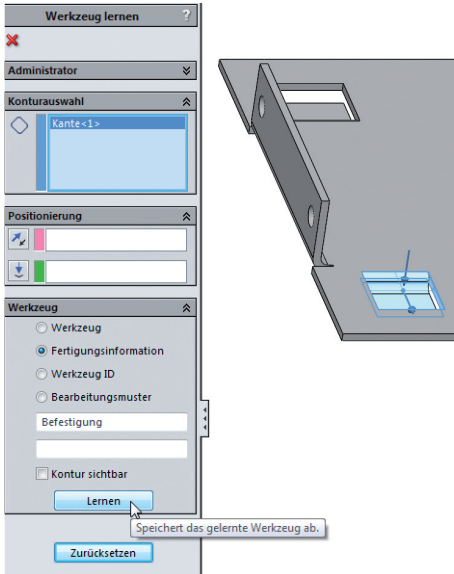 Werkzeug lernen ?
Administrator
Konturauswahl
Kante<1>
Positionierung
Werkzeug
Werkzeug
Fertigungsinformation
Werkzeug ID
Bearbeitungsmuster
Befestigung
Kontur sichtbar
Lernen
Speichert das gelernte Werkzeug ab.
Zurücksetzen